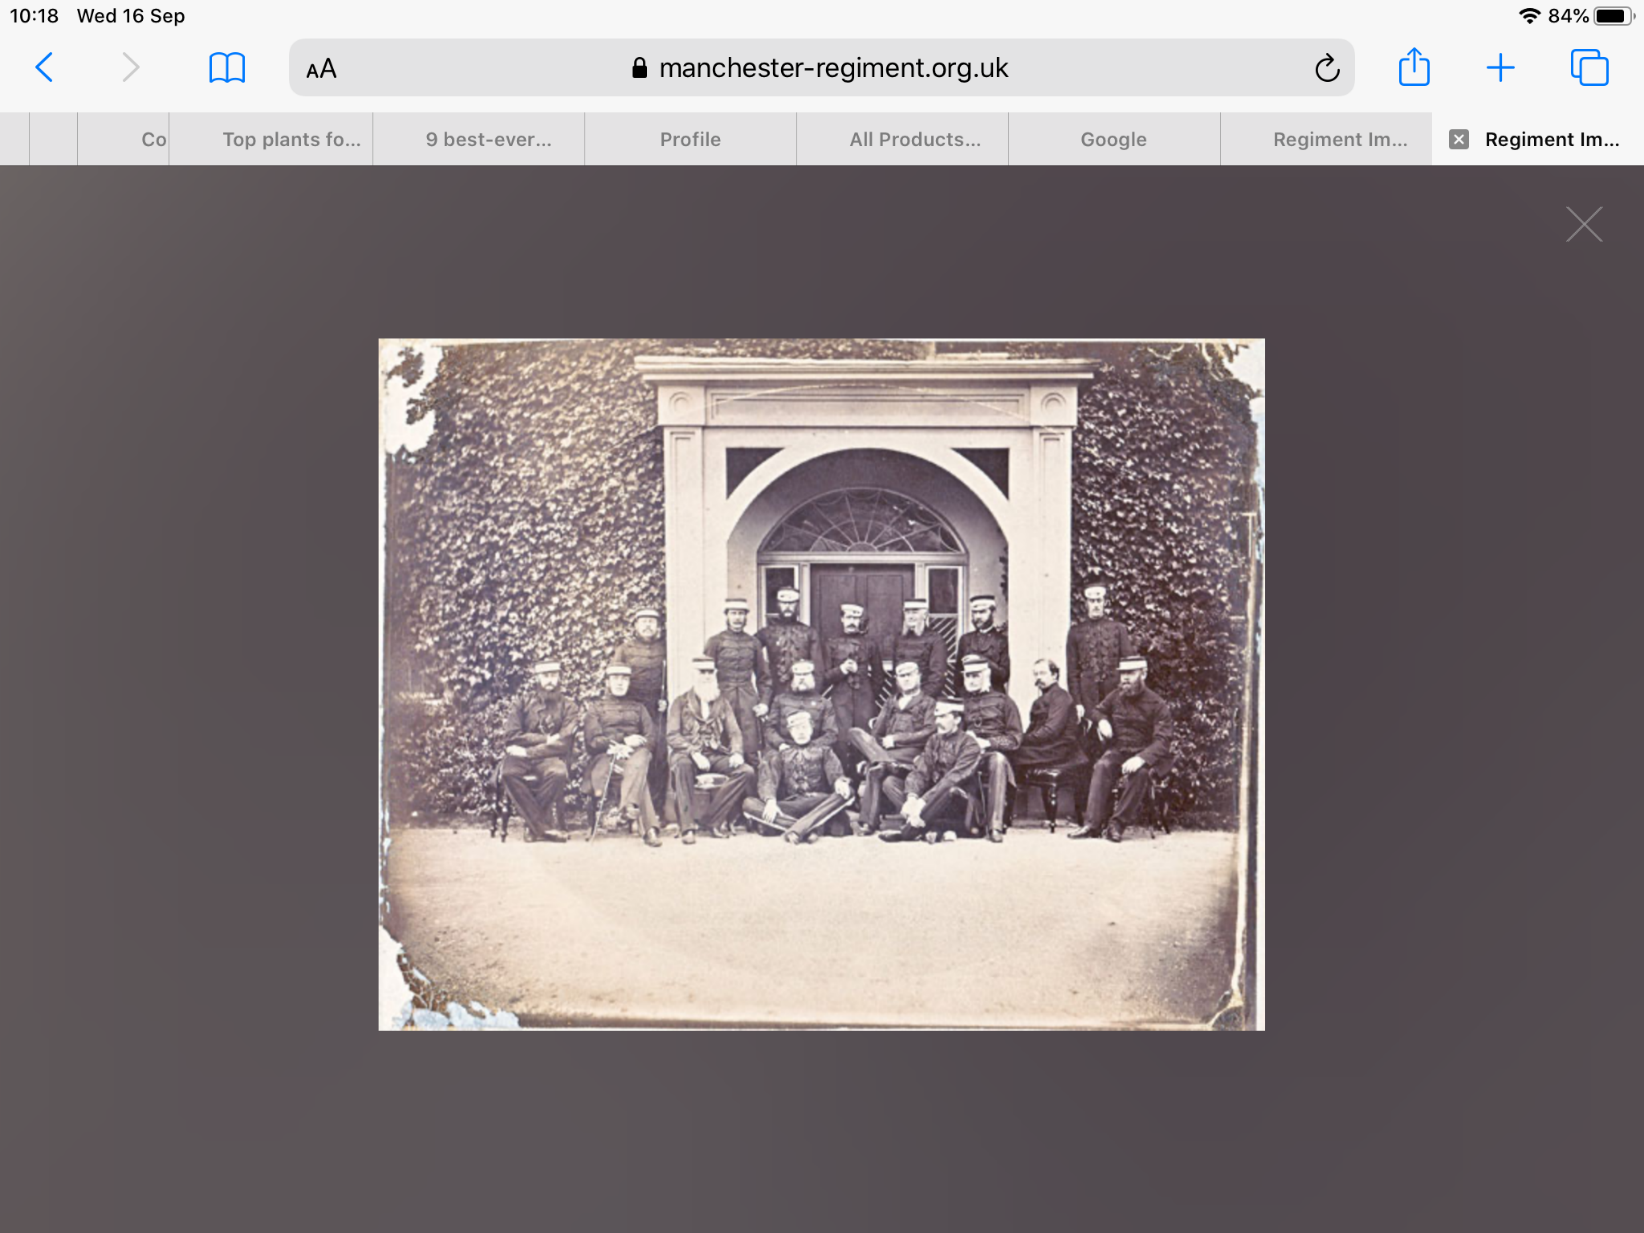 10:18 Wed 16 Sep 84%
AA manchester-regiment.org.uk
Co Top plants fo... 9 best-ever... Profile All Products... Google Regiment Im... Regiment Im...